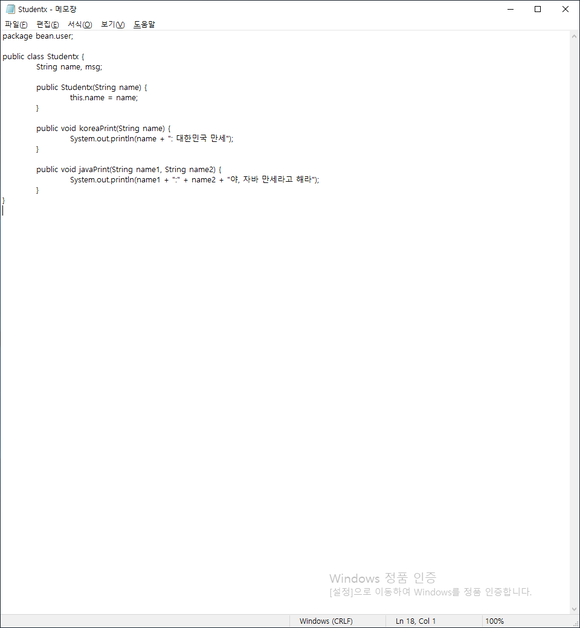 Studentx - 메모장
파일(F) 편집(E) 서식(O) 보기(V) 도움말
package bean.user;
public class Studentx {
String name, msg;
public Studentx(String name) {
this.name = name;
}
public void koreaPrint(String name) {
System.out.println(name + ": 대한민국 만세");
}
public void javaPrint(String name1, String name2) {
System.out.println(name1 + ":" + name2 + "야, 자바 만세라고 해라");
}
}
Windows 정품 인증
[설정]으로 이동하여 Windows를 정품 인증합니다.
Windows (CRLF) Ln 18, Col 1 100%